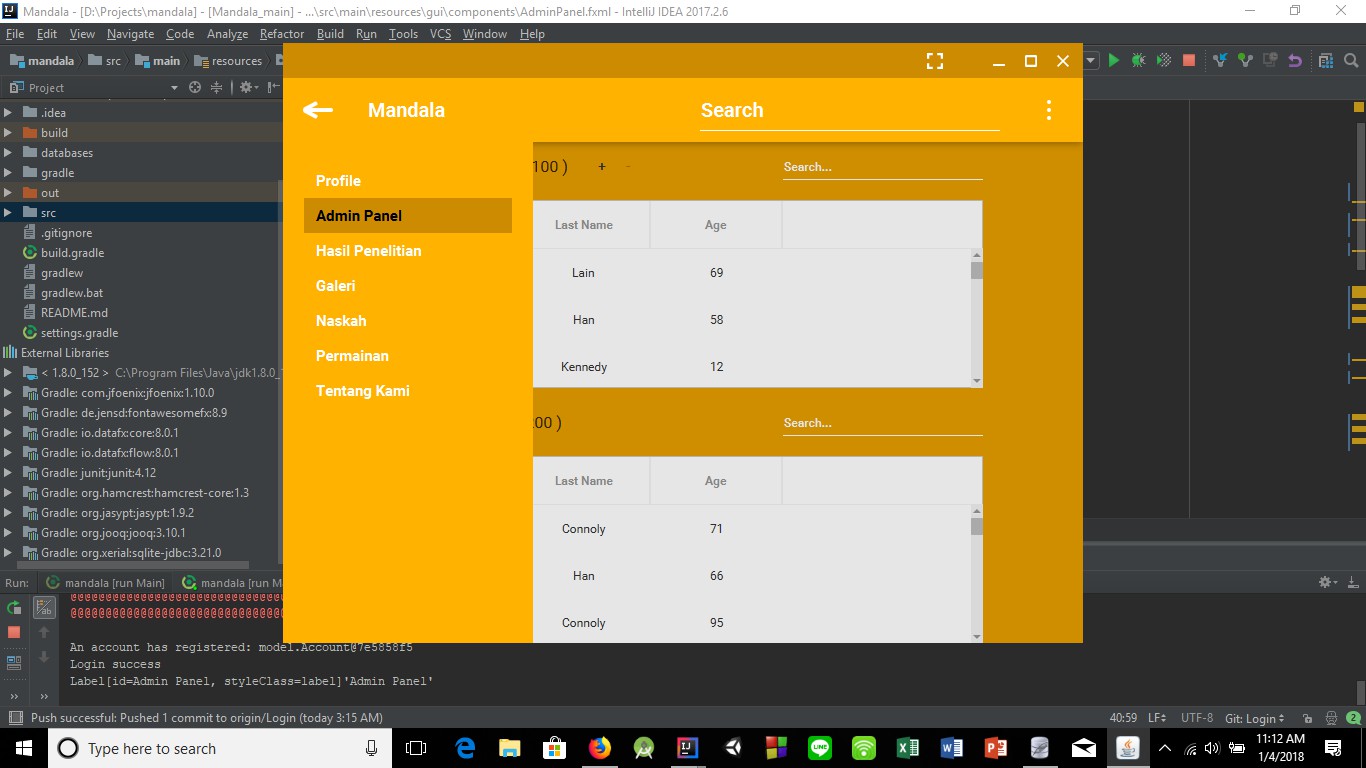 Mandala - [D:\Projects\mandala] - [Mandala_main] - ...\src\main\resources\gui\components\AdminPanel.fxml - IntelliJ IDEA 2017.2.6
File Edit View Navigate Code Analyze Refactor Build Run Tools VCS Window Help
mandala src main resources
Project
.idea
build
databases
gradle
out
src
.gitignore
build.gradle
gradlew
gradlew.bat
README.md
settings.gradle
External Libraries
< 1.8.0_152 > C:\Program Files\Java\jdk1.8.0_1
Gradle: com.jfoenix:jfoenix:1.10.0
Gradle: de.jensd:fontawesomefx:8.9
Gradle: io.datafx:core:8.0.1
Gradle: io.datafx:flow:8.0.1
Gradle: junit:junit:4.12
Gradle: org.hamcrest:hamcrest-core:1.3
Gradle: org.jasypt:jasypt:1.9.2
Gradle: org.jooq:jooq:3.10.1
Gradle: org.xerial:sqlite-jdbc:3.21.0
Mandala Search
Profile
Admin Panel
Hasil Penelitian
Galeri
Naskah
Permainan
Tentang Kami
100 ) + - Search...
Last Name Age
Lain 69
Han 58
Kennedy 12
00 ) Search...
Last Name Age
Connoly 71
Han 66
Connoly 95
Run: mandala [run Main] mandala [run M
An account has registered: model.Account@7e5858f5
Login success
Label[id=Admin Panel, styleClass=label]'Admin Panel'
Push successful: Pushed 1 commit to origin/Login (today 3:15 AM) 40:59 LF UTF-8 Git: Login 2
Type here to search
11:12 AM
1/4/2018